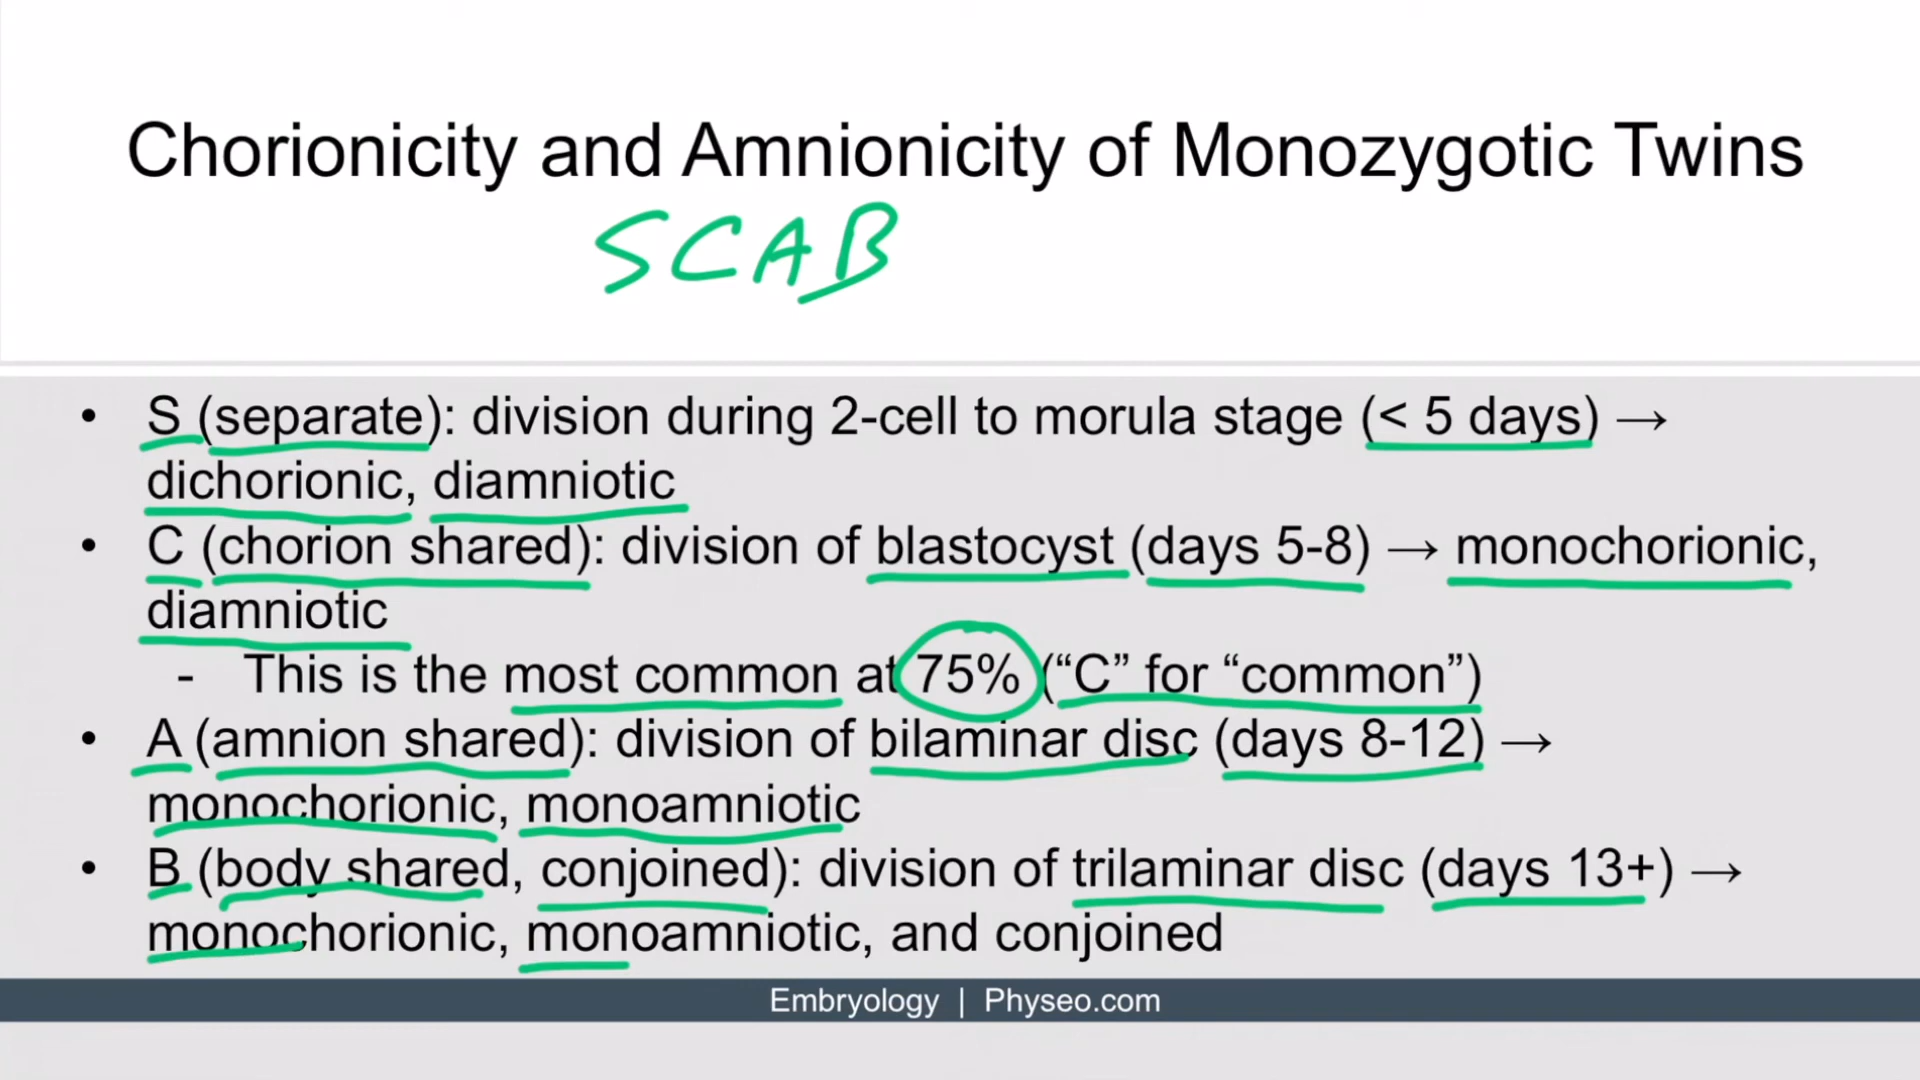 Chorionicity and Amnionicity of Monozygotic Twins
SCAB
• S (separate): division during 2-cell to morula stage (< 5 days) →
dichorionic, diamniotic
• C (chorion shared): division of blastocyst (days 5-8) → monochorionic,
diamniotic
- This is the most common at 75% (“C” for “common”)
• A (amnion shared): division of bilaminar disc (days 8-12) →
monochorionic, monoamniotic
• B (body shared, conjoined): division of trilaminar disc (days 13+) →
monochorionic, monoamniotic, and conjoined
Embryology | Physeo.com